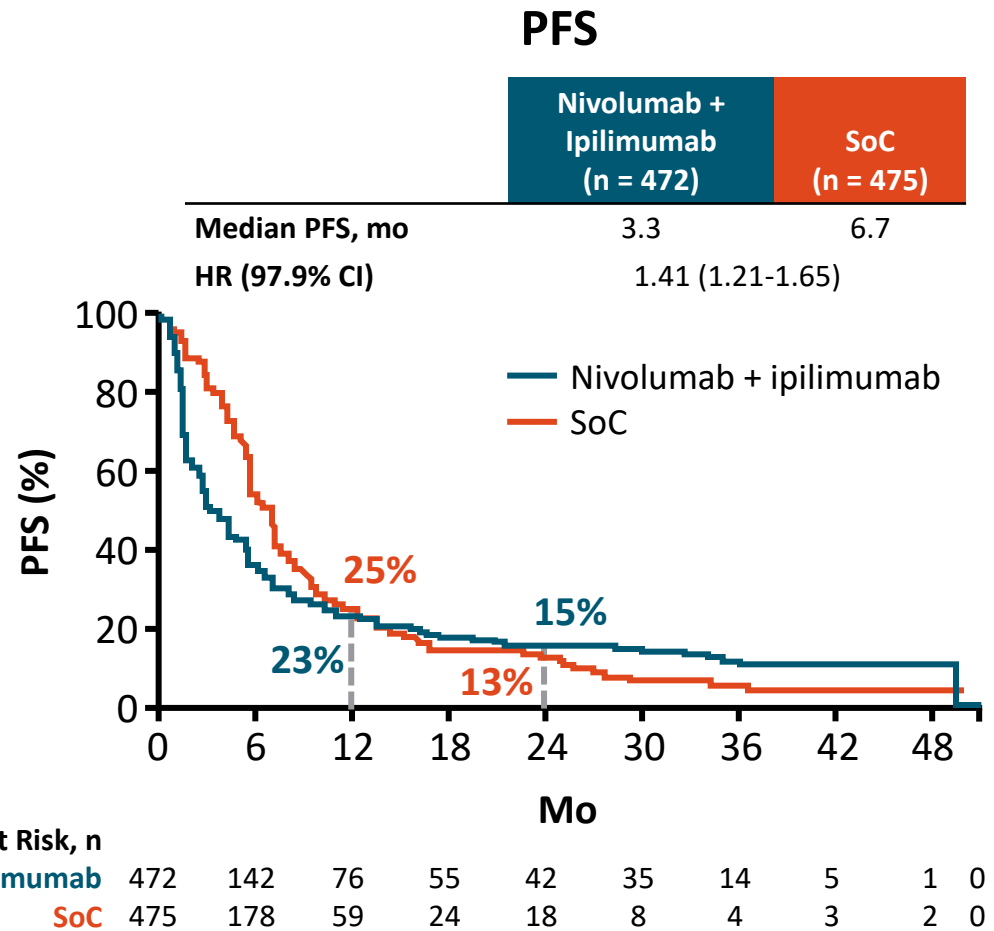 PFS
Nivolumab +
Ipilimumab
(n = 472)
SoC
(n = 475)
Median PFS, mo 3.3 6.7
HR (97.9% CI) 1.41 (1.21-1.65)
100
80
60
40
20
0
PFS (%)
Nivolumab + ipilimumab
SoC
25%
23%
15%
13%
0 6 12 18 24 30 36 42 48
Mo
t Risk, n
mumab 472 142 76 55 42 35 14 5 1 0
SoC 475 178 59 24 18 8 4 3 2 0